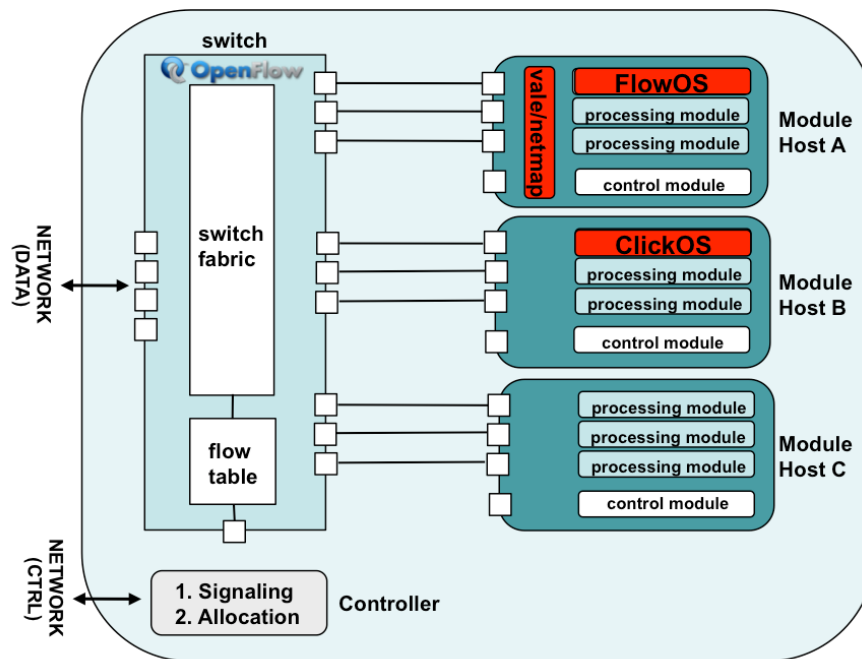 switch
OpenFlow
switch
fabric
flow
table
NETWORK
(DATA)
NETWORK
(CTRL)
vale/netmap
FlowOS
processing module
processing module
control module
Module
Host A
ClickOS
processing module
processing module
control module
Module
Host B
processing module
processing module
processing module
control module
Module
Host C
1. Signaling
2. Allocation
Controller